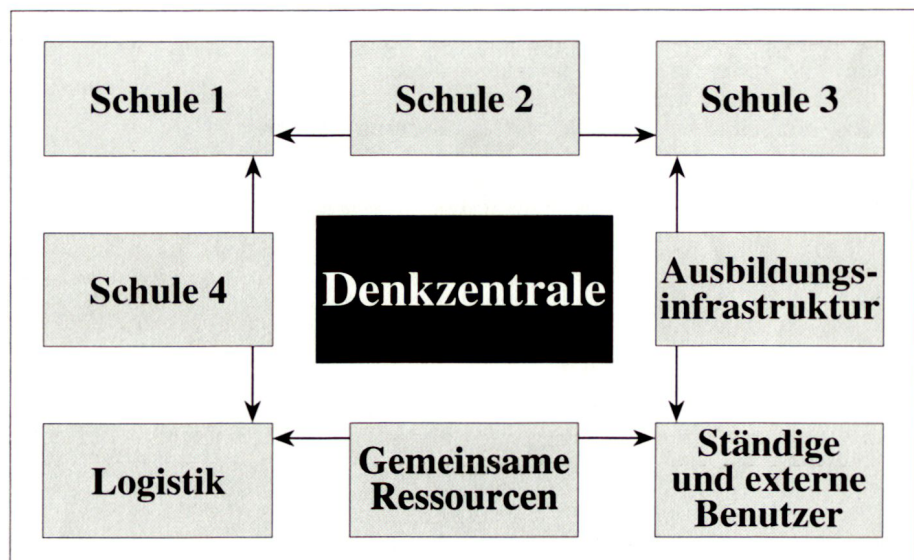 Schule 1
Schule 2
Schule 3
Schule 4
Denkzentrale
Ausbildungs-
infrastruktur
Logistik
Gemeinsame
Ressourcen
Ständige
und externe
Benutzer